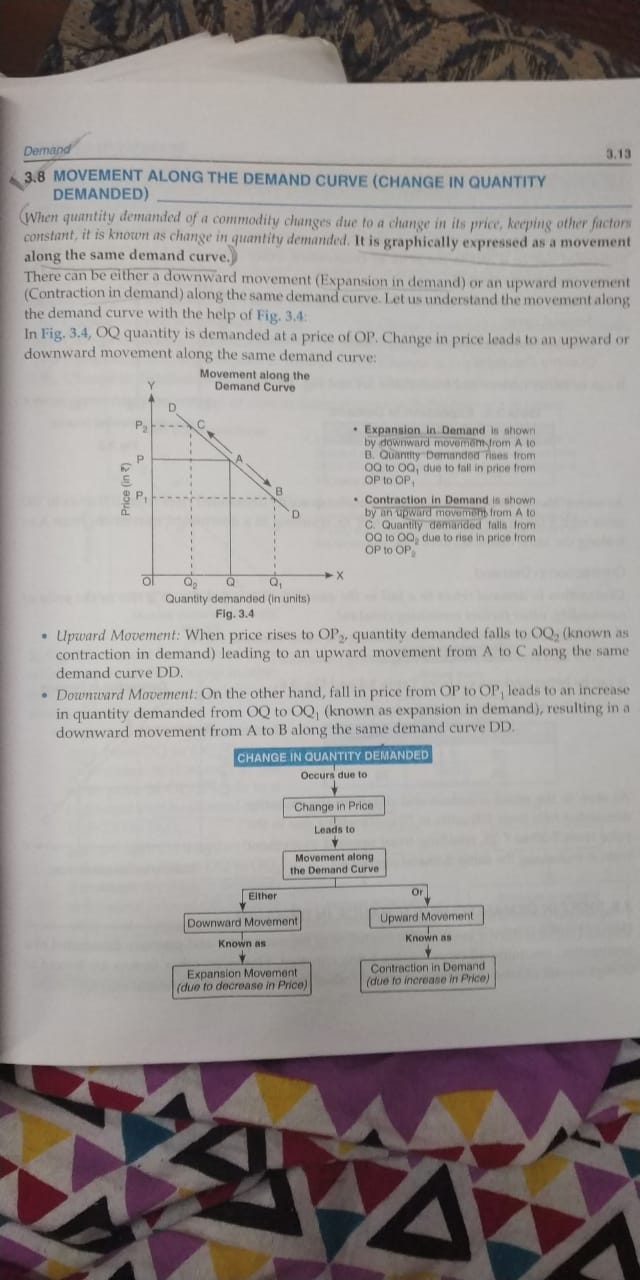 Demand
3.13
3.8 MOVEMENT ALONG THE DEMAND CURVE (CHANGE IN QUANTITY
DEMANDED)
When quantity demanded of a commodity changes due to a change in its price, keeping other factors
constant, it is known as change in quantity demanded. It is graphically expressed as a movement
along the same demand curve.
There can be either a downward movement (Expansion in demand) or an upward movement
(Contraction in demand) along the same demand curve. Let us understand the movement along
the demand curve with the help of Fig. 3.4:
In Fig. 3.4, OQ quantity is demanded at a price of OP. Change in price leads to an upward or
downward movement along the same demand curve:
Movement along the
Demand Curve
Y
D
P₂
C
P
A
P₁
B
D
Price (in ₹)
O
Q₂
Q
Q₁
X
Quantity demanded (in units)
Fig. 3.4
• Expansion in Demand is shown
by downward movement from A to
B. Quantity Demanded rises from
OQ to OQ₁ due to fall in price from
OP to OP₁
• Contraction in Demand is shown
by an upward movement from A to
C. Quantity demanded falls from
OQ to OQ₂ due to rise in price from
OP to OP₂
• Upward Movement: When price rises to OP₂, quantity demanded falls to OQ₂ (known as
contraction in demand) leading to an upward movement from A to C along the same
demand curve DD.
• Downward Movement: On the other hand, fall in price from OP to OP₁ leads to an increase
in quantity demanded from OQ to OQ₁ (known as expansion in demand), resulting in a
downward movement from A to B along the same demand curve DD.
CHANGE IN QUANTITY DEMANDED
Occurs due to
Change in Price
Leads to
Movement along
the Demand Curve
Either
Or
Downward Movement
Upward Movement
Known as
Known as
Expansion Movement
(due to decrease in Price)
Contraction in Demand
(due to increase in Price)